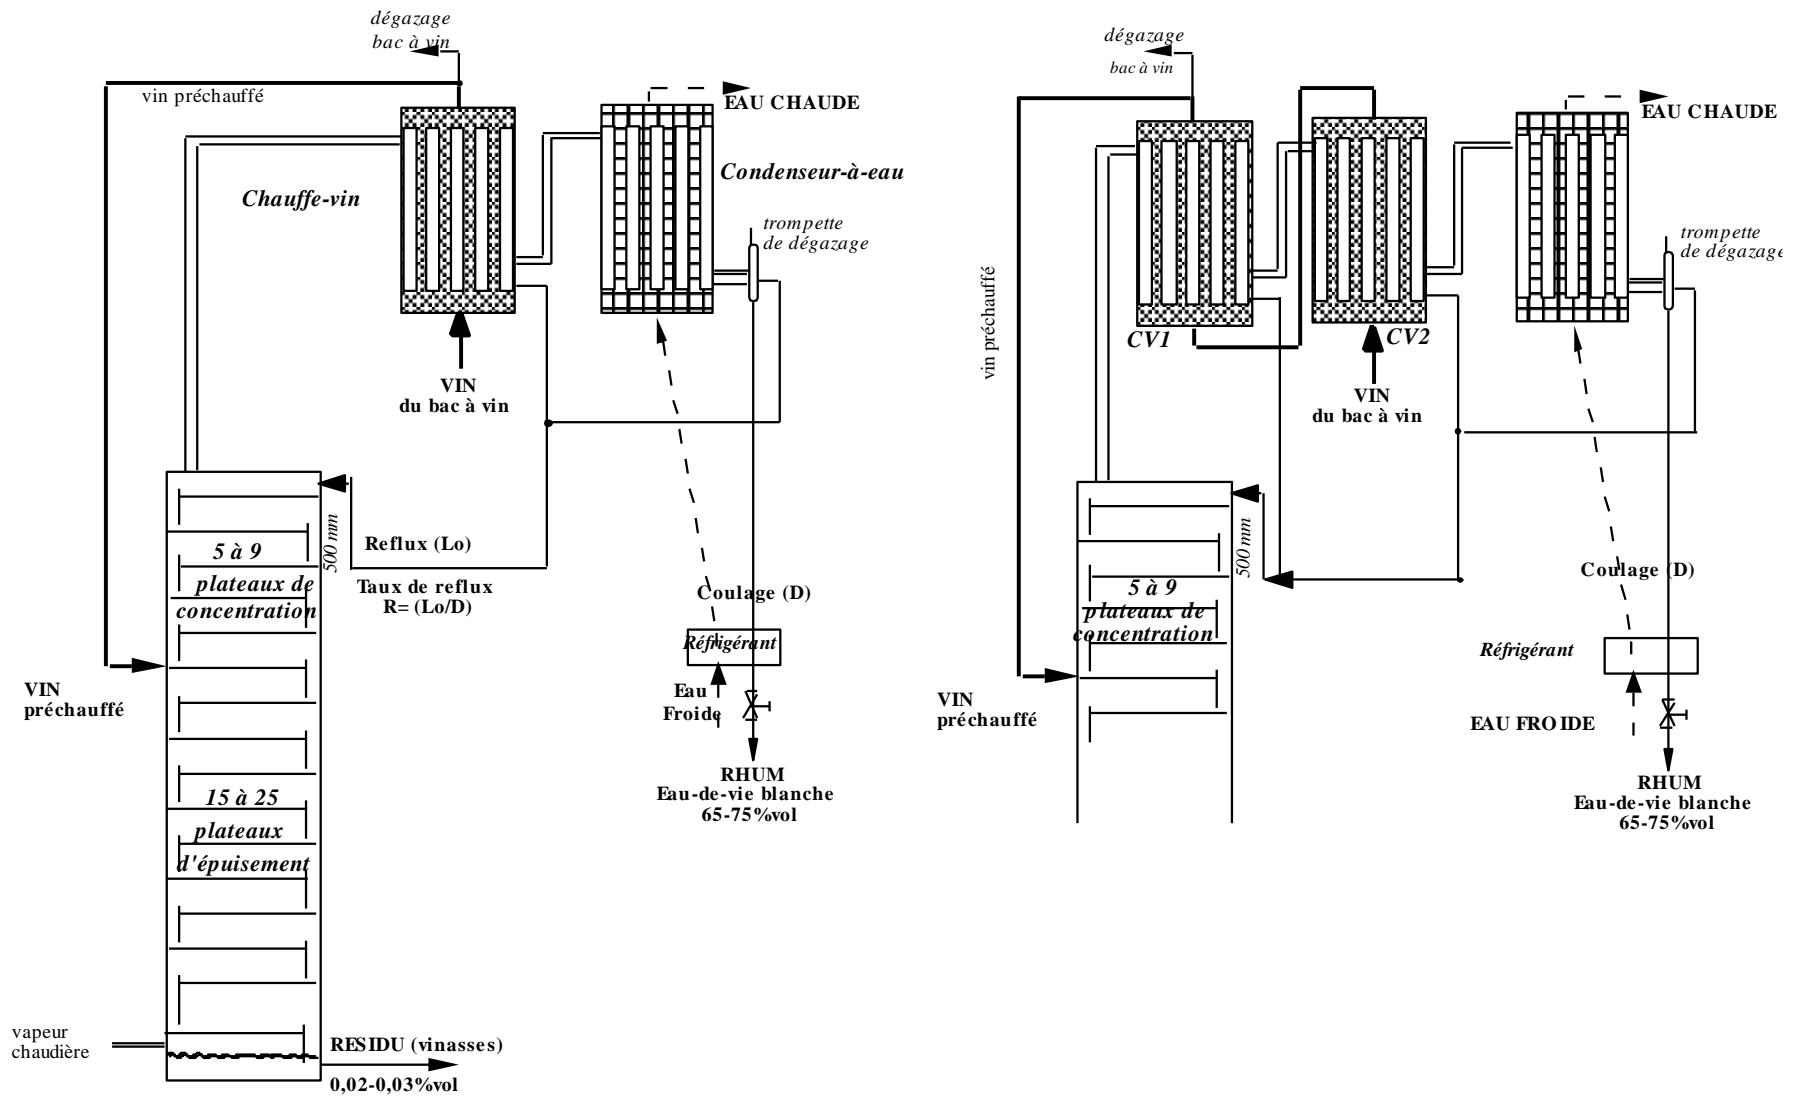 dégazage
bac à vin
vin préchauffé
EAU CHAUDE
Condenseur-à-eau
Chauffe-vin
trompette
de dégazage
VIN
du bac à vin
500 mm
Reflux (Lo)
Taux de reflux
R= (Lo/D)
5 à 9
plateaux de
concentration
Coulage (D)
Réfrigérant
Eau
Froide
VIN
préchauffé
RHUM
Eau-de-vie blanche
65-75%vol
15 à 25
plateaux
d'épuisement
vapeur
chaudière
RESIDU (vinasses)
0,02-0,03%vol
dégazage
bac à vin
EAU CHAUDE
vin préchauffé
trompette
de dégazage
CV1
CV2
VIN
du bac à vin
500 mm
5 à 9
plateaux de
concentration
Coulage (D)
Réfrigérant
VIN
préchauffé
EAU FROIDE
RHUM
Eau-de-vie blanche
65-75%vol